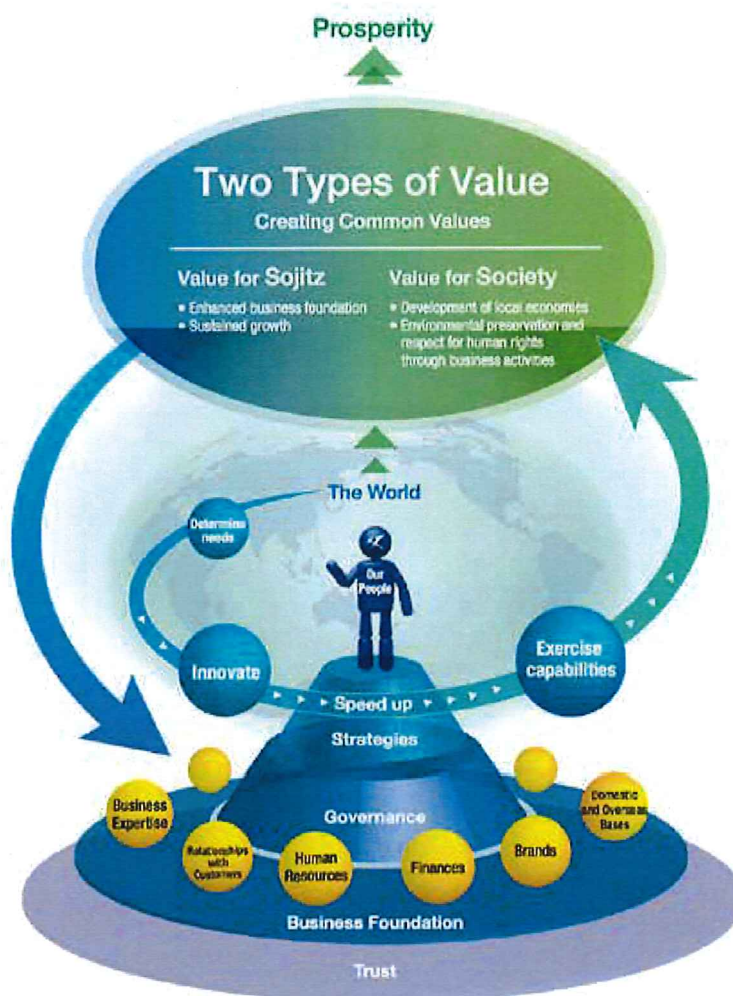 Prosperity
Two Types of Value
Creating Common Values
Value for Sojitz
• Enhanced business foundation
• Sustained growth
Value for Society
• Development of local economies
• Environmental preservation and
respect for human rights
through business activities
The World
Determine
needs
Our
People
Innovate
Exercise
capabilities
Speed up
Strategies
Business
Expertise
Domestic
and Overseas
Bases
Governance
Relationships
with
Customers
Human
Resources
Finances
Brands
Business Foundation
Trust